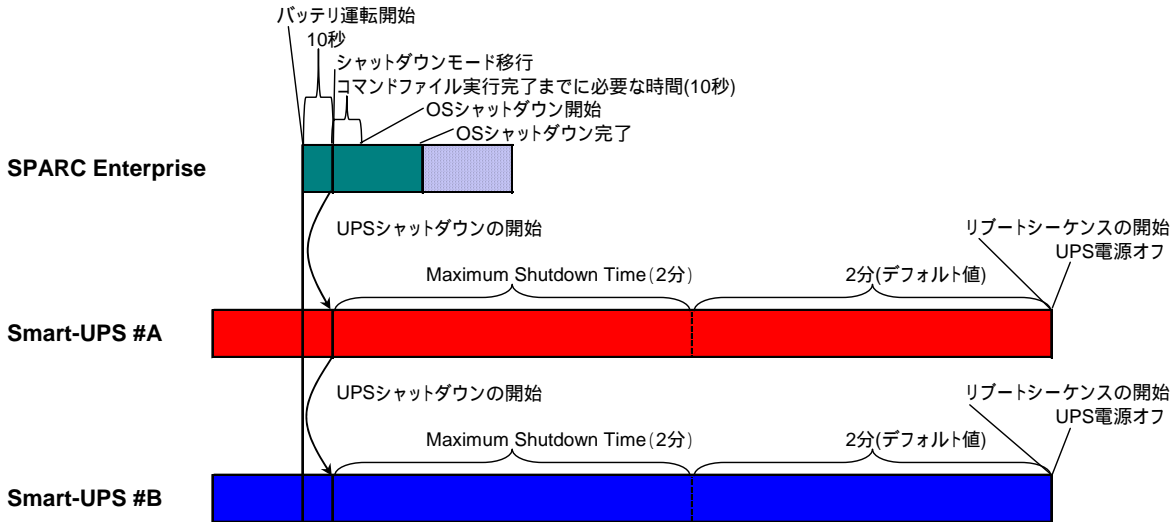 バッテリ運転開始
10秒
シャットダウンモード移行
コマンドファイル実行完了までに必要な時間(10秒)
OSシャットダウン開始
OSシャットダウン完了
SPARC Enterprise
UPSシャットダウンの開始
リブートシーケンスの開始
UPS電源オフ
Maximum Shutdown Time(2分)
2分(デフォルト値)
Smart-UPS #A
UPSシャットダウンの開始
リブートシーケンスの開始
UPS電源オフ
Maximum Shutdown Time(2分)
2分(デフォルト値)
Smart-UPS #B